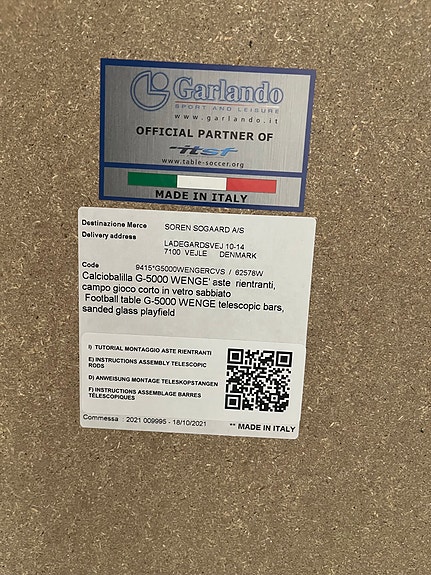 Garlando
SPORT AND LEISURE
www.garlando.it
OFFICIAL PARTNER OF
itsf
www.table-soccer.org
MADE IN ITALY
Destinazione Merce SOREN SOGAARD A/S
Delivery address
LADEGARDSVEJ 10-14
7100 VEJLE DENMARK
Code 9415*G5000WENGERCVS / 62578W
Calciobalilla G-5000 WENGE' aste rientranti,
campo gioco corto in vetro sabbiato
Football table G-5000 WENGE telescopic bars,
sanded glass playfield
I) TUTORIAL MONTAGGIO ASTE RIENTRANTI
E) INSTRUCTIONS ASSEMBLY TELESCOPIC
RODS
D) ANWEISUNG MONTAGE TELESKOPSTANGEN
F) INSTRUCTIONS ASSEMBLAGE BARRES
TÉLESCOPIQUES
Commessa 2021 009995 - 18/10/2021
** MADE IN ITALY